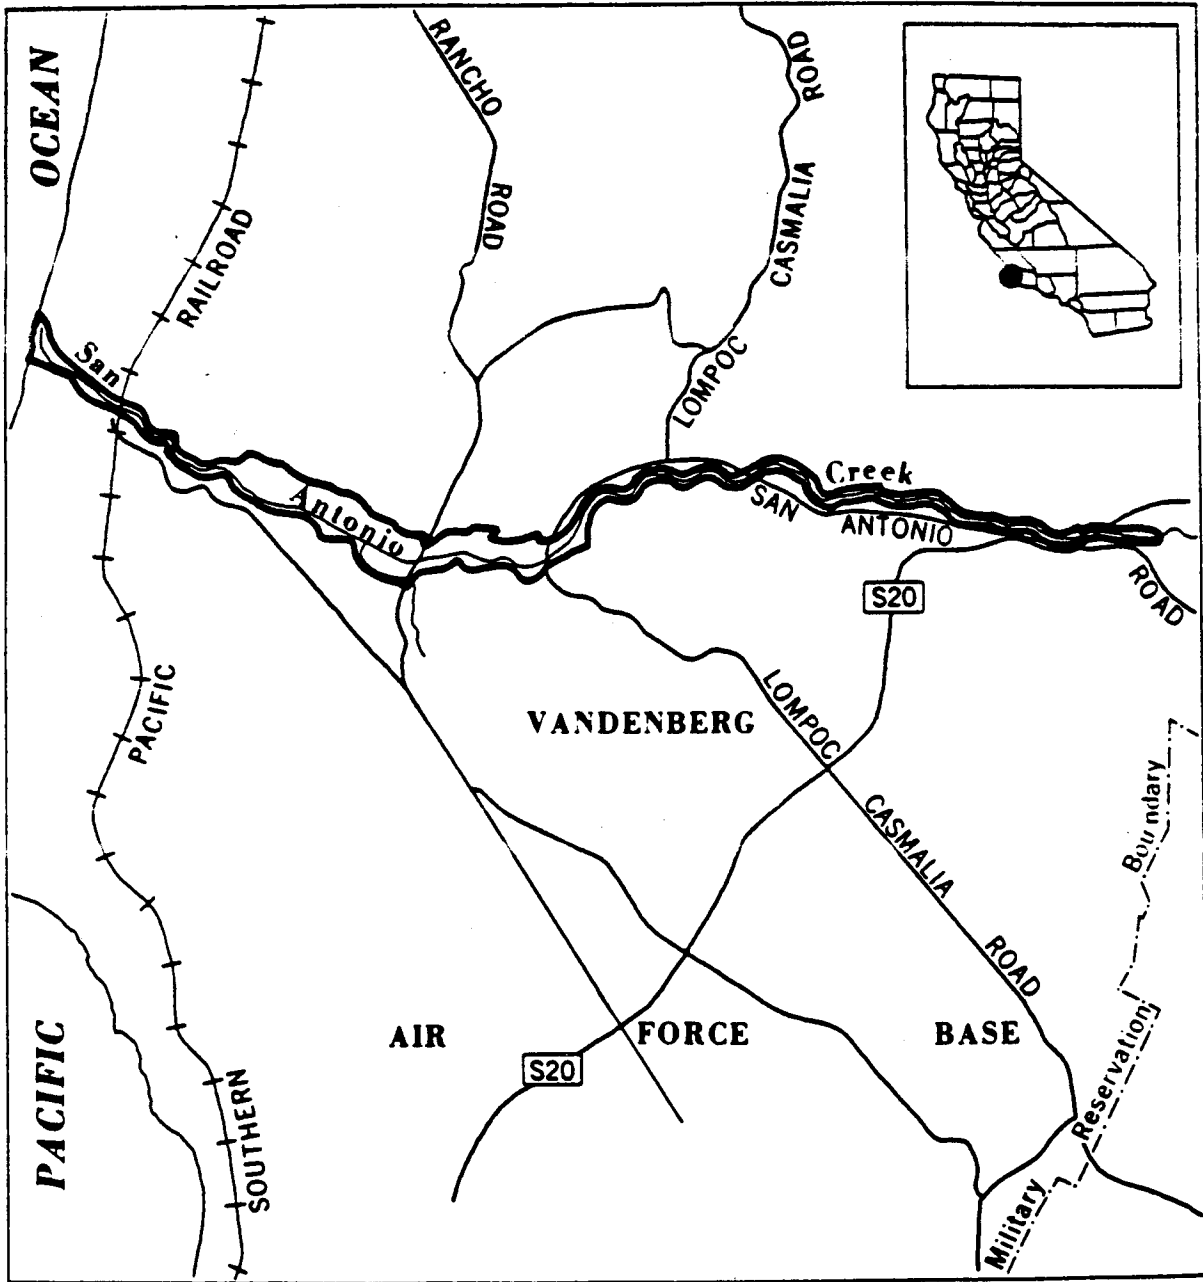 OCEAN
RAILROAD
RANCHO
ROAD
ROAD
CASMALIA
LOMPOC
San
Antonio
Creek
SAN ANTONIO
ROAD
S20
PACIFIC
VANDENBERG
LOMPOC
CASMALIA
ROAD
Boundary
AIR FORCE BASE
S20
PACIFIC
SOUTHERN
Reservation
Military